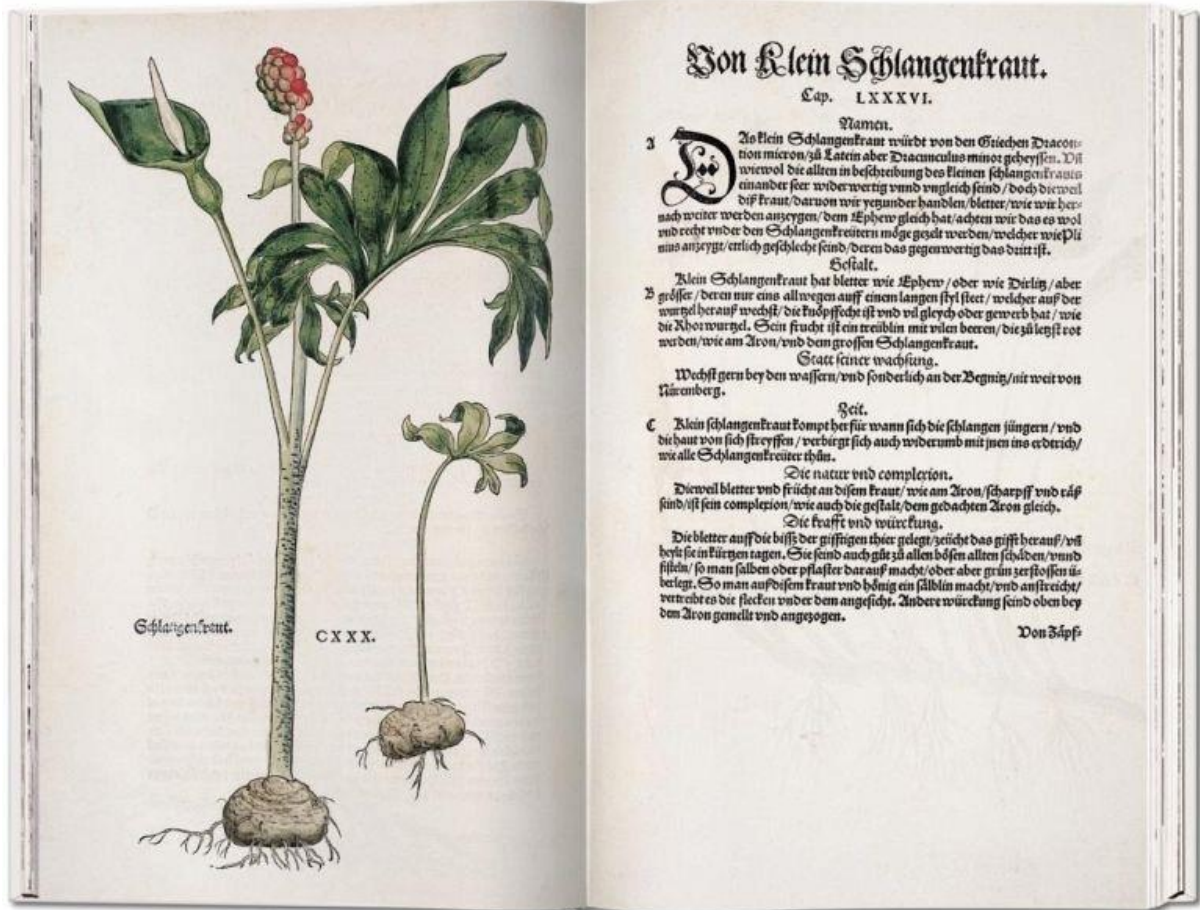 Schlangenkraut.
CXXX.
Von Klein Schlangenkraut.
Cap. LXXXVI.
Namen.
A DAs klein Schlangenkraut würdt von den Griechen Dracon⸗
tion micron/zů Latein aber Dracunculus minor geheyssen. Vñ
wiewol die allten in beschreibung des kleinen schlangenkrauts
einander seer widerwertig vnnd vngleich seind/doch dieweil
diß kraut/daruon wir yetzunder handlen/bletter/wie wir her⸗
nach weiter werden anzeygen/dem Ephew gleich hat/achten wir das es wol
vnd recht vnder den Schlangenkreütern möge gezelt werden/welcher wie Pli
nius anzeygt/ettlich geschlecht seind/deren das gegenwertig das dritt ist.
Gestalt.
Klein Schlangenkraut hat bletter wie Ephew/oder wie Dirlitz/aber
B grösser/deren nur eins allwegen auff einem langen styl steet/welcher auß der
wurtzel herauß wechßt/die knöpffecht ist vnd vil gleych oder gewerb hat/wie
die Rhorwurtzel. Sein frucht ist ein treüblin mit vilen beeren/die zůletzst rot
werden/wie am Aron/vnd dem grossen Schlangenkraut.
Statt seiner wachsung.
Wechßt gern bey den wassern/vnd sonderlich an der Begnitz/nit weit von
Nüremberg.
Zeit.
C Klein schlangenkraut kompt herfür wann sich die schlangen jüngern/vnd
die haut von sich streyffen/verbirgt sich auch widerumb mit jnen ins erdtrich/
wie alle Schlangenkreüter thůn.
Die natur vnd complexion.
Dieweil bletter vnd frücht an disem kraut/wie am Aron/scharpff vnd räß
seind/ist sein complexion/wie auch die gestalt/dem gedachten Aron gleich.
Die krafft vnd würckung.
Die bletter auff die bissz der gifftigen thier gelegt/zeücht das gifft herauß/vñ
heylt sie in kürtzen tagen. Sie seind auch gůt zů allen bösen allten schäden/vnnd
fisteln/so man salben oder pflaster darauß macht/oder aber grün zerstossen ü⸗
berlegt. So man auß disem kraut vnd hönig ein sälblin macht/vnd anstreicht/
vertreibt es die flecken vnder dem angesicht. Andere würckung seind oben bey
dem Aron gemellt vnd angezogen.
Von Zäpf⸗